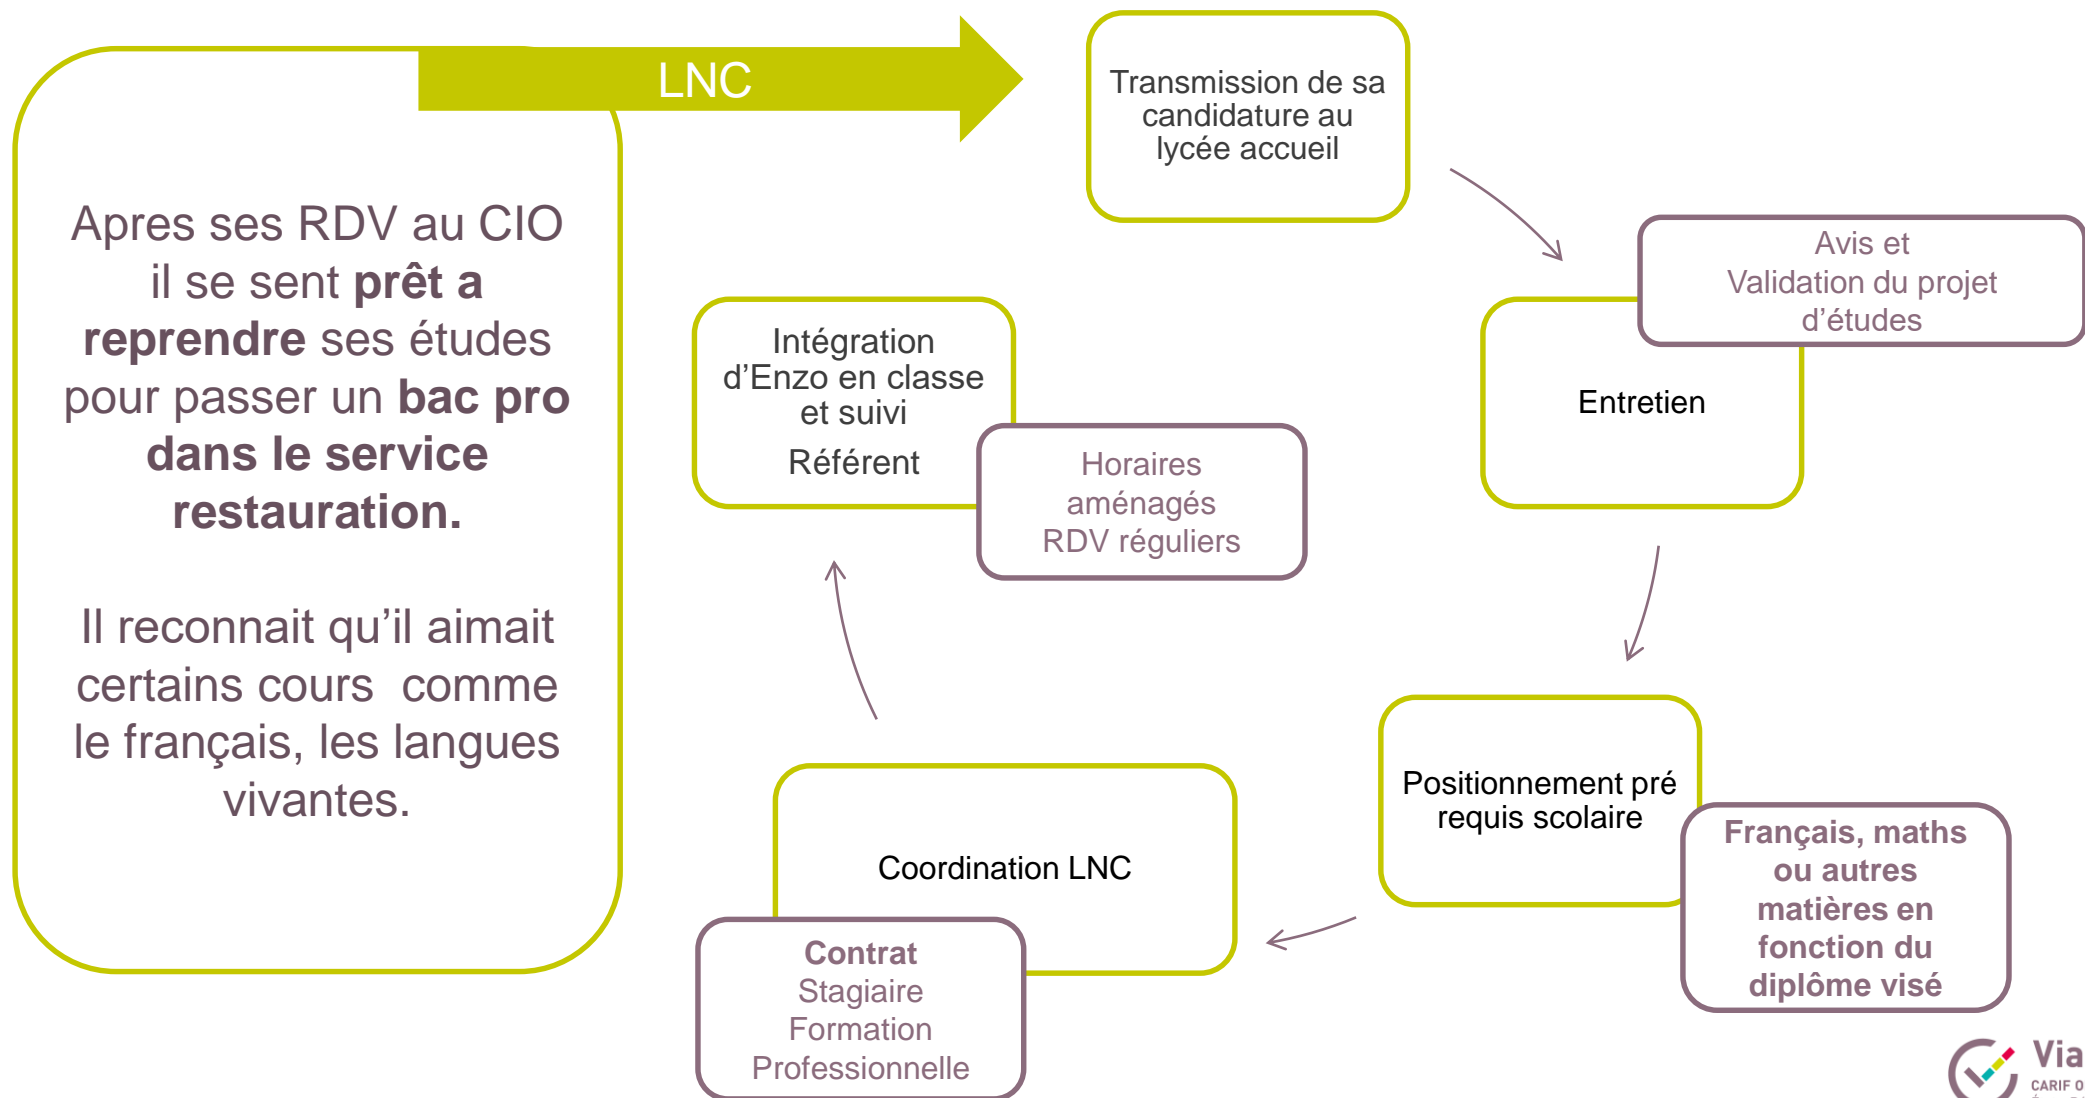 LNC
Apres ses RDV au CIO
il se sent prêt a
reprendre ses études
pour passer un bac pro
dans le service
restauration.
Il reconnait qu'il aimait
certains cours  comme
le français, les langues
vivantes.
Transmission de sa
candidature au
lycée accueil
Avis et
Validation du projet
d'études
Entretien
Positionnement pré
requis scolaire
Français, maths
ou autres
matières en
fonction du
diplôme visé
Coordination LNC
Contrat
Stagiaire
Formation
Professionnelle
Intégration
d'Enzo en classe
et suivi
Référent
Horaires
aménagés
RDV réguliers
Via
CARIF O